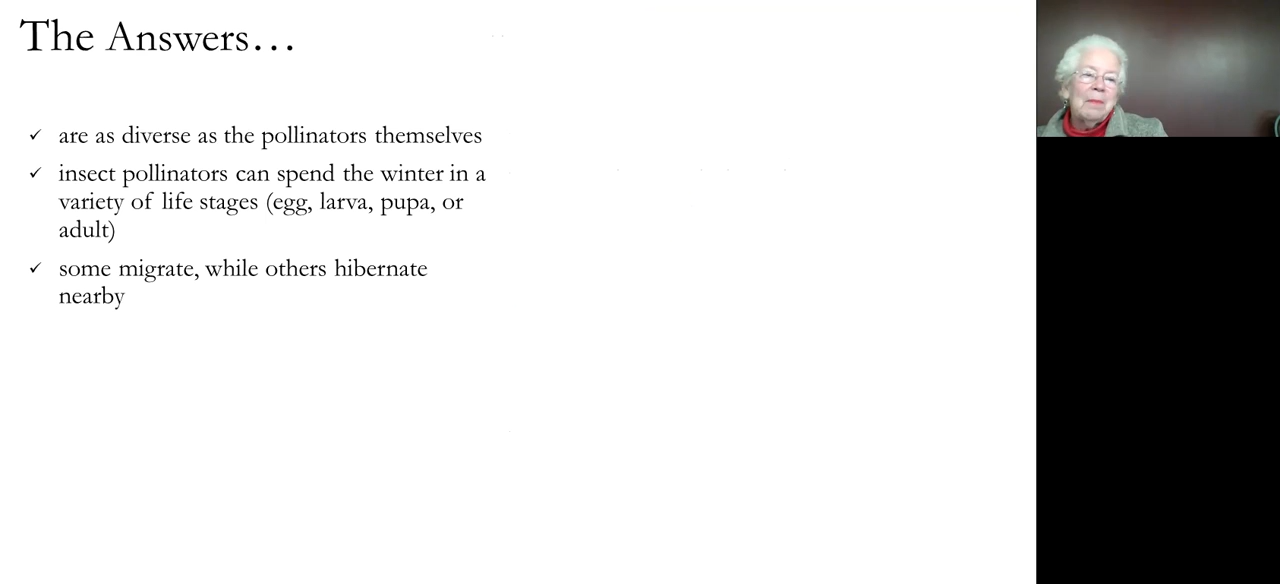 The Answers…
✓ are as diverse as the pollinators themselves
✓ insect pollinators can spend the winter in a
variety of life stages (egg, larva, pupa, or
adult)
✓ some migrate, while others hibernate
nearby